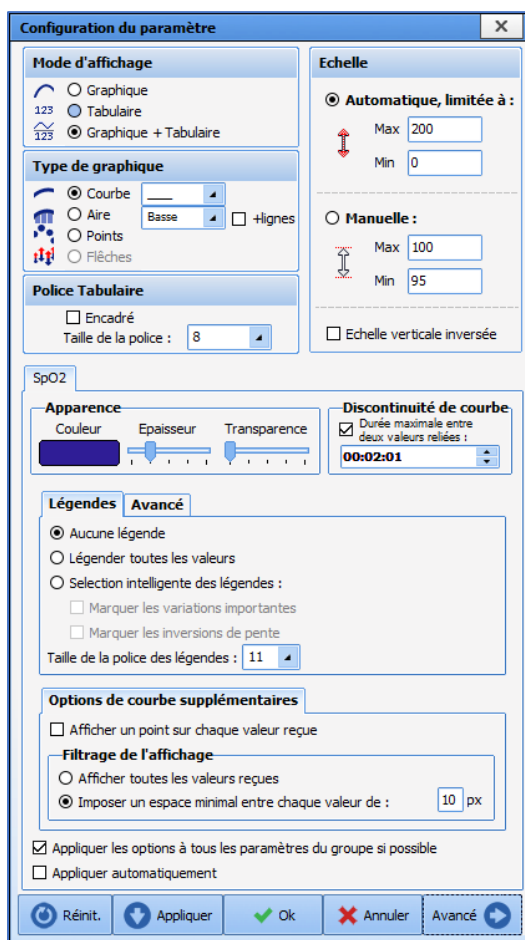 Configuration du paramètre
Mode d'affichage
Graphique
123 Tabulaire
123 Graphique + Tabulaire
Type de graphique
Courbe
Aire Basse +lignes
Points
Flêches
Police Tabulaire
Encadré
Taille de la police : 8
Echelle
Automatique, limitée à :
Max 200
Min 0
Manuelle :
Max 100
Min 95
Echelle verticale inversée
SpO2
Apparence
Couleur Epaisseur Transparence
Discontinuité de courbe
Durée maximale entre
deux valeurs reliées :
00:02:01
Légendes Avancé
Aucune légende
Légender toutes les valeurs
Selection intelligente des légendes :
Marquer les variations importantes
Marquer les inversions de pente
Taille de la police des légendes : 11
Options de courbe supplémentaires
Afficher un point sur chaque valeur reçue
Filtrage de l'affichage
Afficher toutes les valeurs reçues
Imposer un espace minimal entre chaque valeur de : 10 px
Appliquer les options à tous les paramètres du groupe si possible
Appliquer automatiquement
Réinit. Appliquer Ok Annuler Avancé